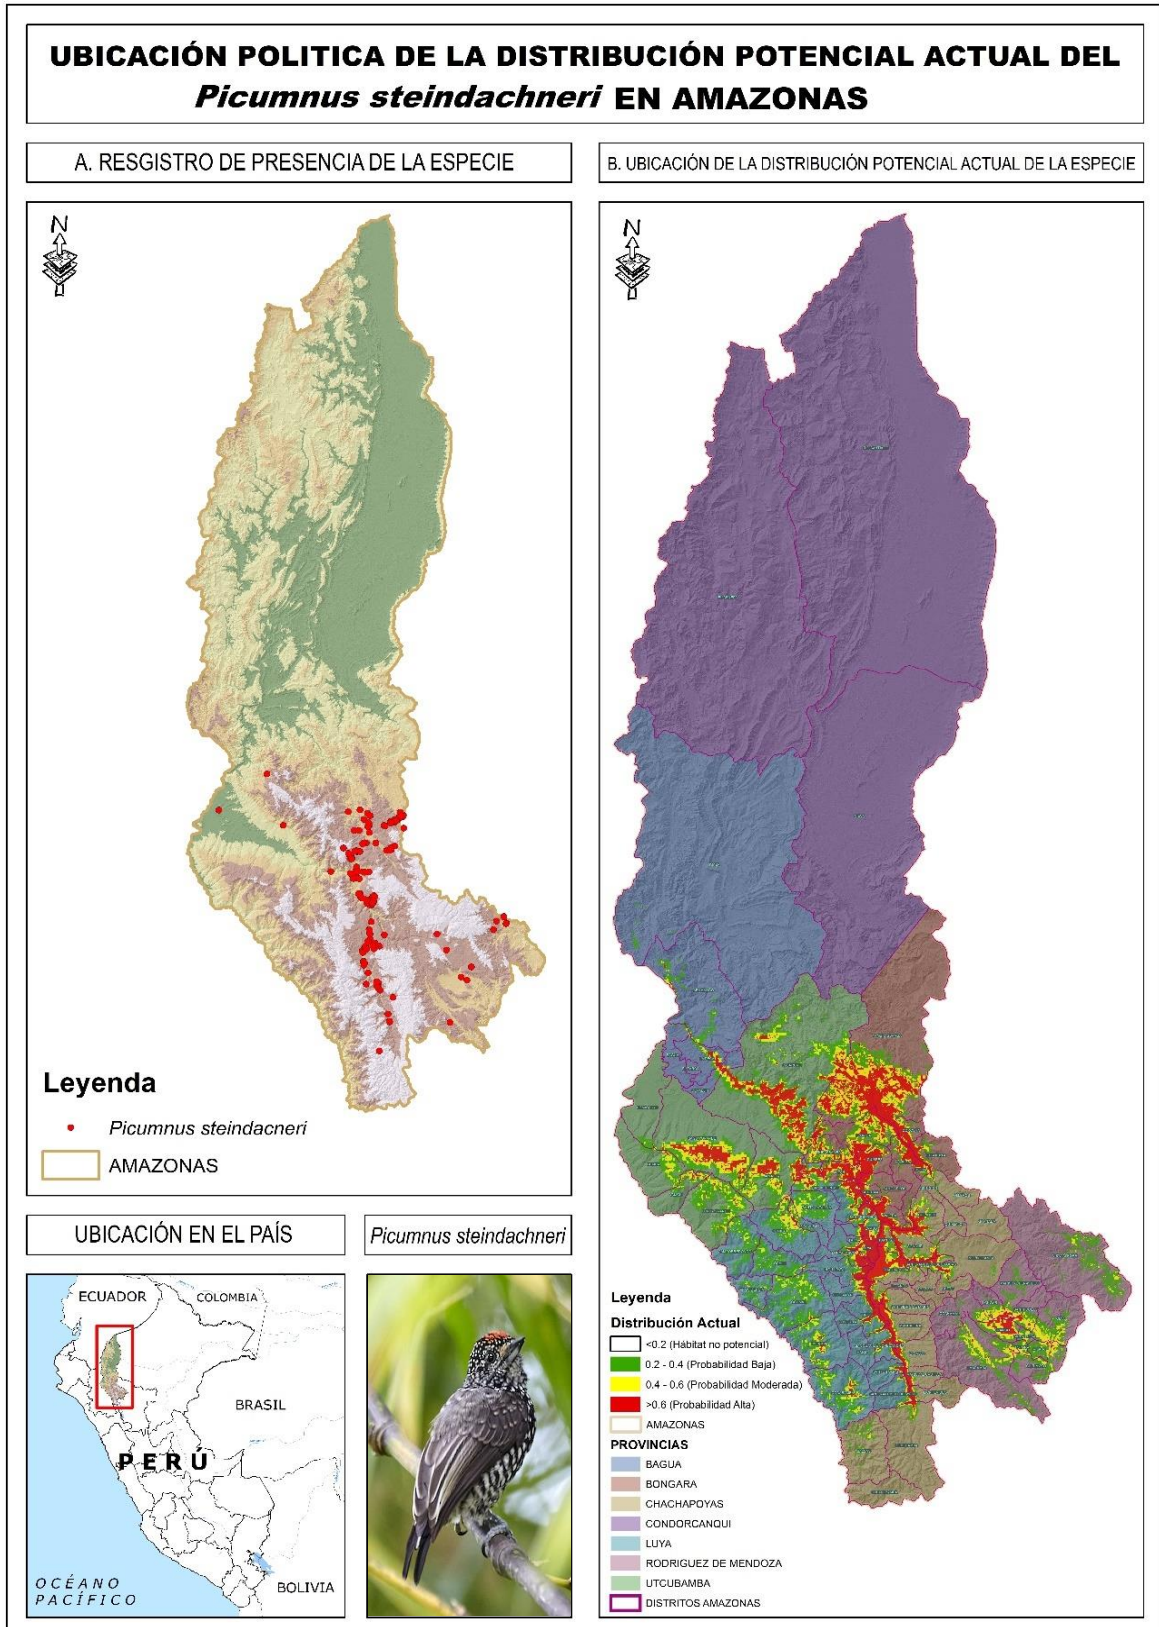 UBICACIÓN POLITICA DE LA DISTRIBUCIÓN POTENCIAL ACTUAL DEL
Picumnus steindachneri EN AMAZONAS
A. RESGISTRO DE PRESENCIA DE LA ESPECIE
N
Leyenda
Picumnus steindacneri
AMAZONAS
UBICACIÓN EN EL PAÍS
ECUADOR
COLOMBIA
BRASIL
PERÚ
BOLIVIA
OCÉANO
PACÍFICO
Picumnus steindachneri
B. UBICACIÓN DE LA DISTRIBUCIÓN POTENCIAL ACTUAL DE LA ESPECIE
N
Leyenda
Distribución Actual
<0.2 (Hábitat no potencial)
0.2 - 0.4 (Probabilidad Baja)
0.4 - 0.6 (Probabilidad Moderada)
>0.6 (Probabilidad Alta)
AMAZONAS
PROVINCIAS
BAGUA
BONGARA
CHACHAPOYAS
CONDORCANQUI
LUYA
RODRIGUEZ DE MENDOZA
UTCUBAMBA
DISTRITOS AMAZONAS